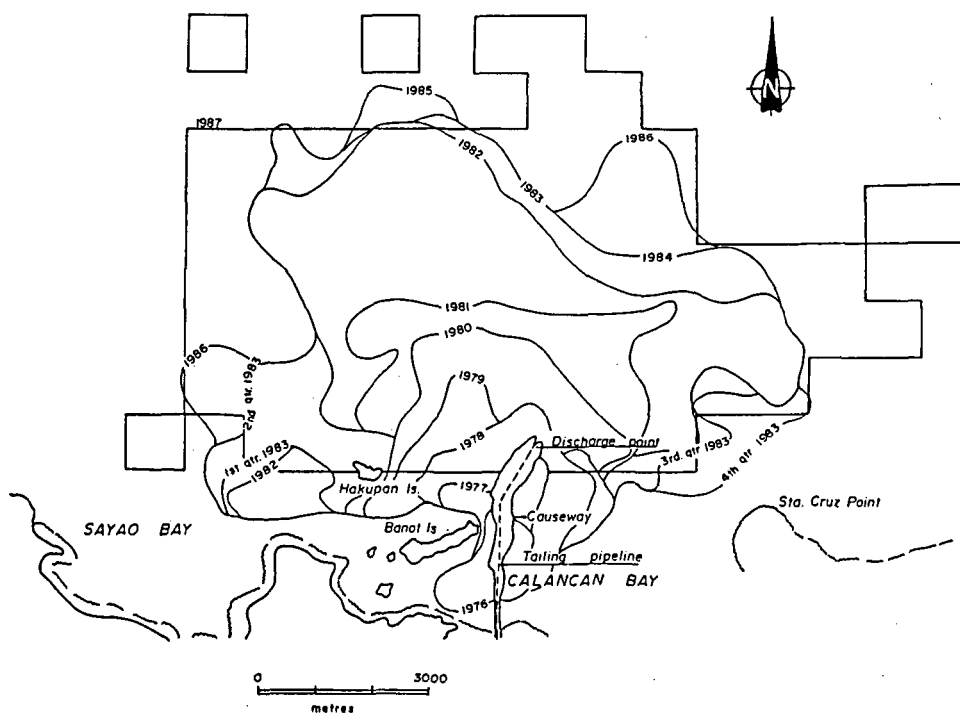 N
1985
1987
1982
1986
1983
1984
1981
1980
1986
2nd qtr. 1983
1979
1978
Discharge point
1st qtr. 1983
1982
3rd. qtr 1983
4th qtr 1983
Hakupan Is.
1977
Sta. Cruz Point
SAYAO BAY
Banot Is
Causeway
Tailing pipeline
CALANCAN BAY
1976
0 3000
metres